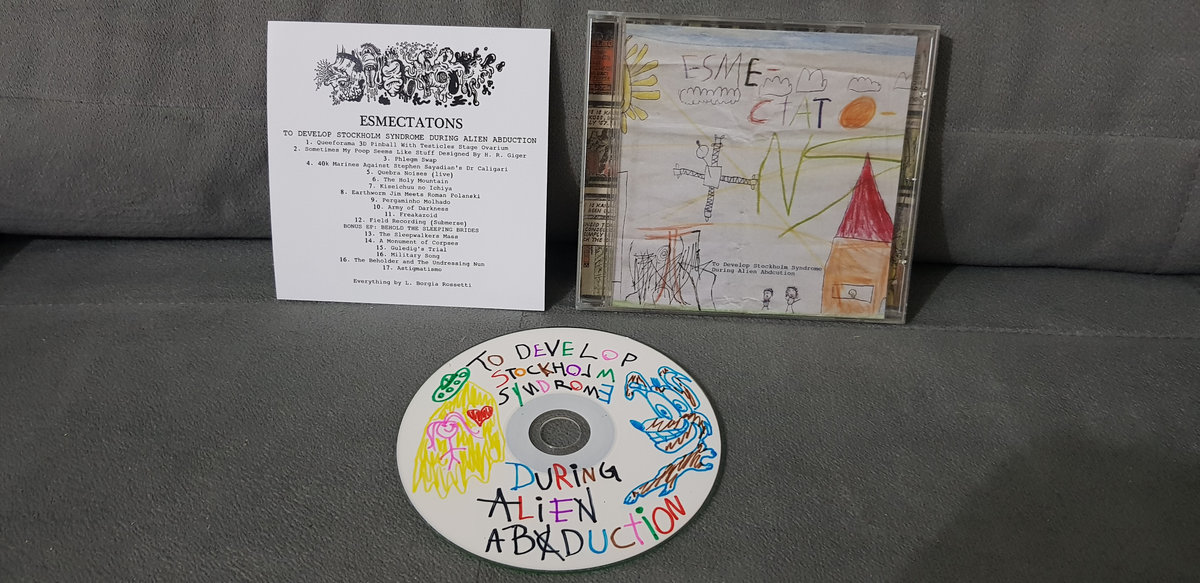 ESMECTATONS
TO DEVELOP STOCKHOLM SYNDROME DURING ALIEN ABDUCTION
1. Queeforama 3D Pinball With Testicles Stage Ovarium
2. Sometimes My Poop Seems Like Stuff Designed By H. R. Giger
3. Phlegm Swap
4. 40k Marines Against Stephen Sayadian's Dr Caligari
5. Quebra Noises (live)
6. The Holy Mountain
7. Kiseichuu no Ichiya
8. Earthworm Jim Meets Roman Polanski
9. Pergaminho Molhado
10. Army of Darkness
11. Freakazoid
12. Field Recording (Submerse)
BONUS EP: BEHOLD THE SLEEPING BRIDES
13. The Sleepwalkers Mass
14. A Monument of Corpses
15. Guledig's Trial
16. Military Song
16. The Beholder and The Undressing Nun
17. Astigmatismo
Everything by L. Borgia Rossetti
ESME-
CTATO-
NS
To Develop Stockholm Syndrome
During Alien Abdcution
TO DEVELOP
STOCKHOLM
SYNDROME
DURING
ALIEN
ABDUCTION